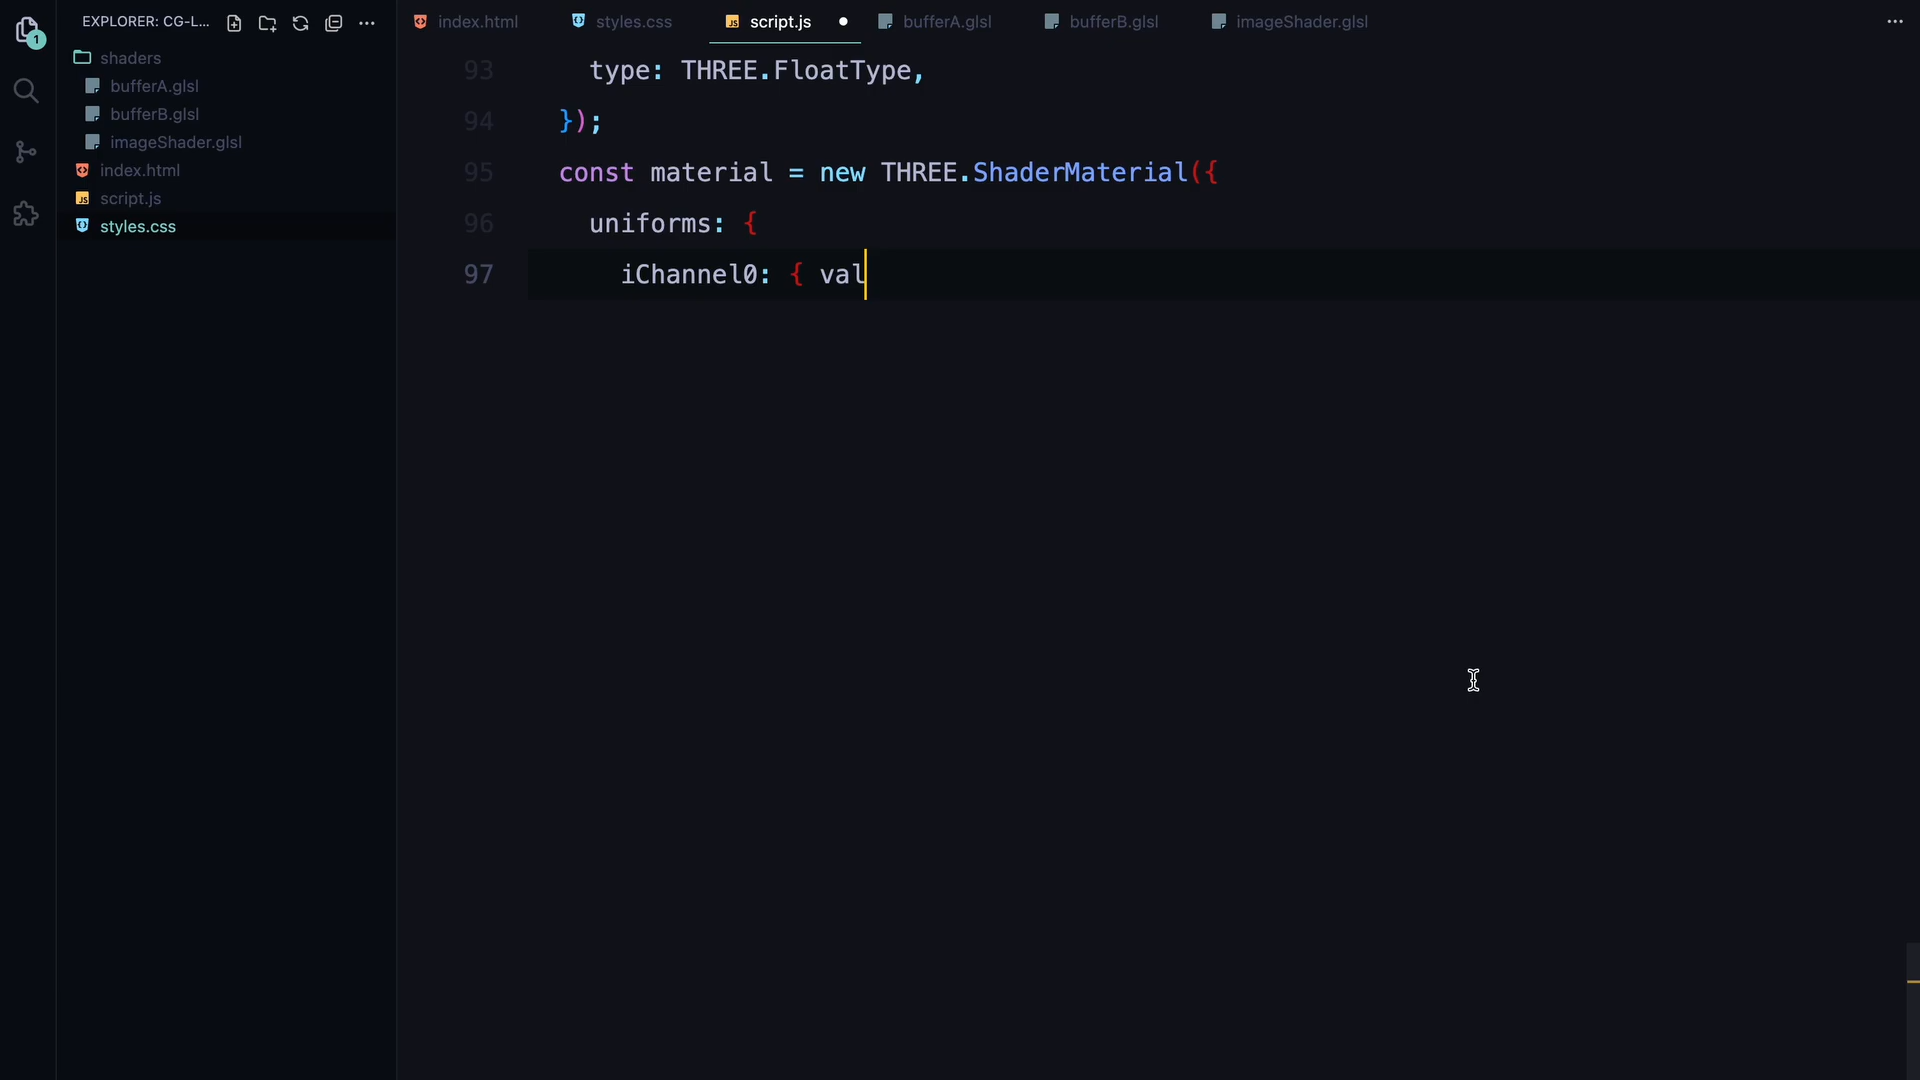 EXPLORER: CG-L...
shaders
bufferA.glsl
bufferB.glsl
imageShader.glsl
index.html
script.js
styles.css
1
index.html
styles.css
script.js
bufferA.glsl
bufferB.glsl
imageShader.glsl
93 type: THREE.FloatType,
94 });
95 const material = new THREE.ShaderMaterial({
96 uniforms: {
97 iChannel0: { val